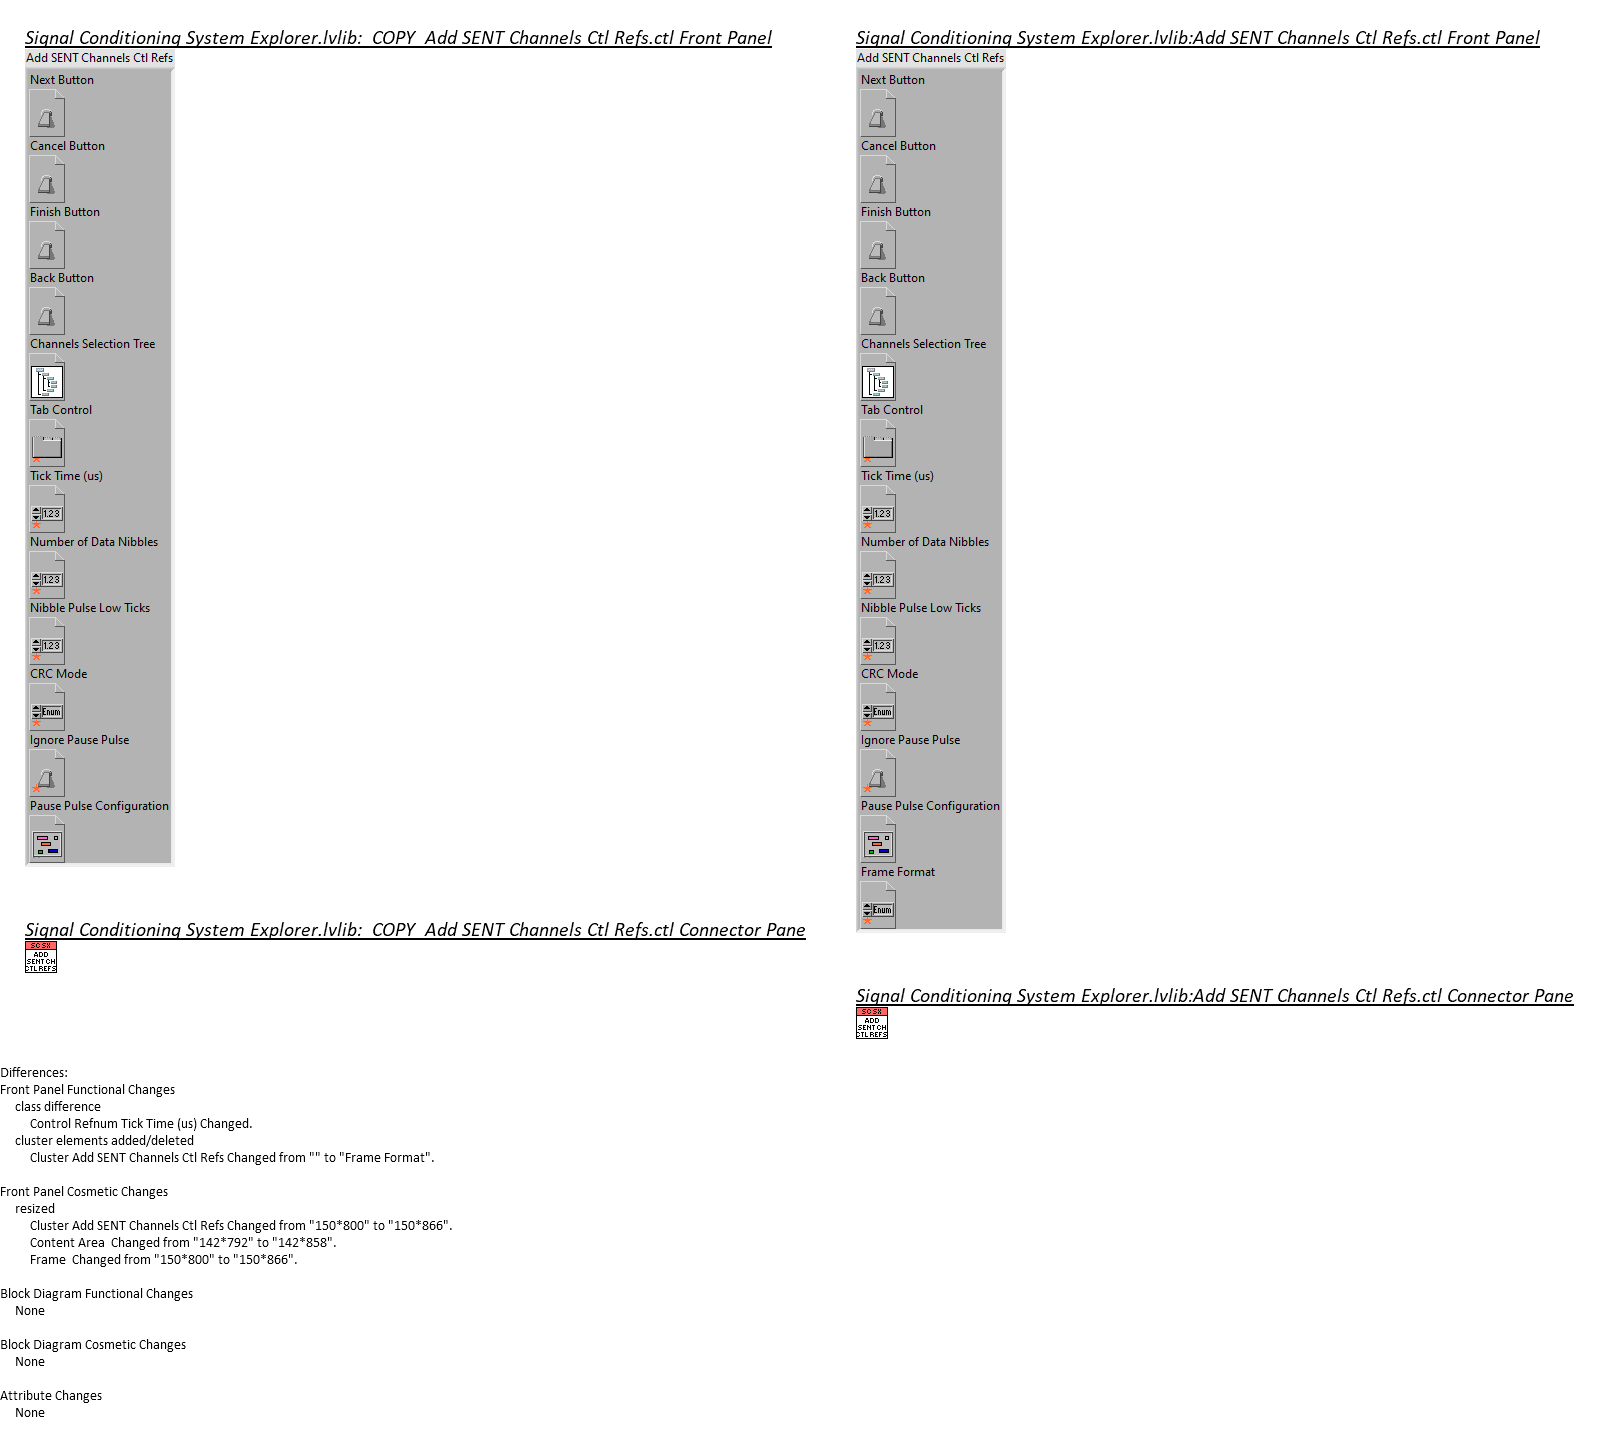 Signal Conditioning System Explorer.lvlib:  COPY  Add SENT Channels Ctl Refs.ctl Front Panel
Add SENT Channels Ctl Refs
Next Button
Cancel Button
Finish Button
Back Button
Channels Selection Tree
Tab Control
Tick Time (us)
1.23
Number of Data Nibbles
1.23
Nibble Pulse Low Ticks
1.23
CRC Mode
Enum
Ignore Pause Pulse
Pause Pulse Configuration
Signal Conditioning System Explorer.lvlib:  COPY  Add SENT Channels Ctl Refs.ctl Connector Pane
SCSX
ADD
SENT CH
CTL REFS
Signal Conditioning System Explorer.lvlib:Add SENT Channels Ctl Refs.ctl Front Panel
Add SENT Channels Ctl Refs
Next Button
Cancel Button
Finish Button
Back Button
Channels Selection Tree
Tab Control
Tick Time (us)
1.23
Number of Data Nibbles
1.23
Nibble Pulse Low Ticks
1.23
CRC Mode
Enum
Ignore Pause Pulse
Pause Pulse Configuration
Frame Format
Enum
Signal Conditioning System Explorer.lvlib:Add SENT Channels Ctl Refs.ctl Connector Pane
SCSX
ADD
SENT CH
CTL REFS
Differences:
Front Panel Functional Changes
class difference
Control Refnum Tick Time (us) Changed.
cluster elements added/deleted
Cluster Add SENT Channels Ctl Refs Changed from "" to "Frame Format".
Front Panel Cosmetic Changes
resized
Cluster Add SENT Channels Ctl Refs Changed from "150*800" to "150*866".
Content Area  Changed from "142*792" to "142*858".
Frame  Changed from "150*800" to "150*866".
Block Diagram Functional Changes
None
Block Diagram Cosmetic Changes
None
Attribute Changes
None